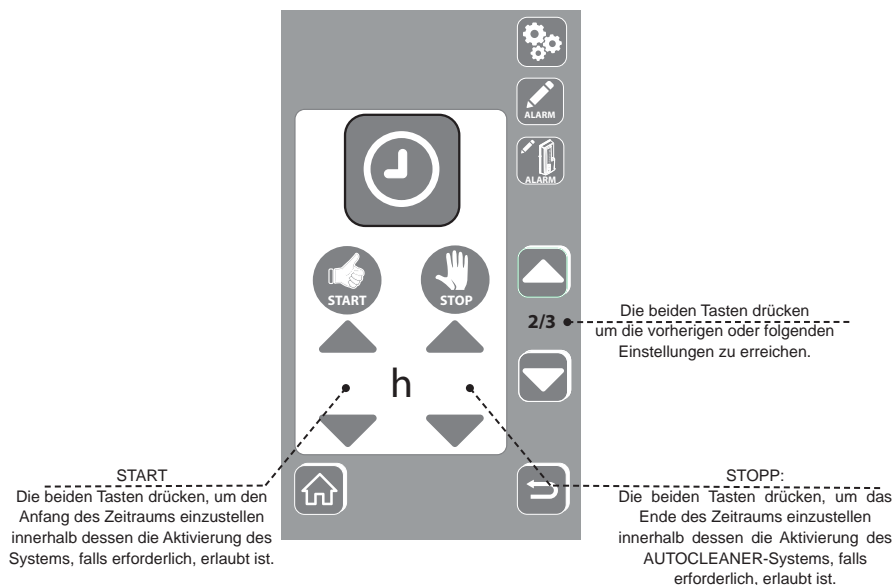 ALARM
ALARM
START
STOP
2/3
h
Die beiden Tasten drücken
um die vorherigen oder folgenden
Einstellungen zu erreichen.
START
Die beiden Tasten drücken, um den
Anfang des Zeitraums einzustellen
innerhalb dessen die Aktivierung des
Systems, falls erforderlich, erlaubt ist.
STOPP:
Die beiden Tasten drücken, um das
Ende des Zeitraums einzustellen
innerhalb dessen die Aktivierung des
AUTOCLEANER-Systems, falls
erforderlich, erlaubt ist.